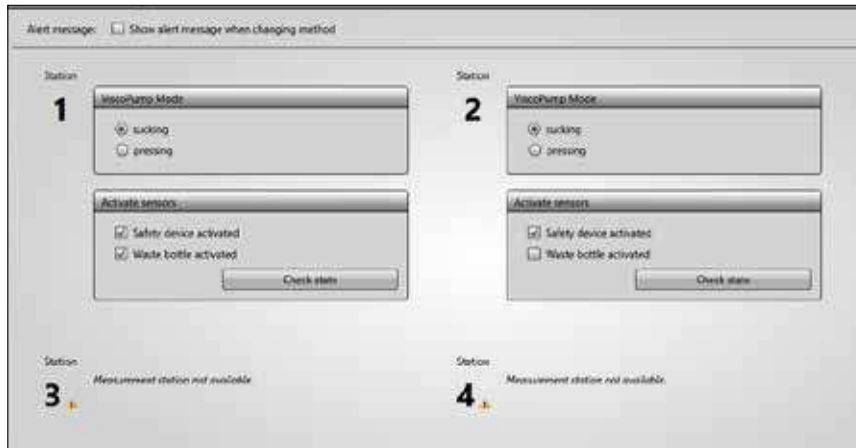 Alert message: Show alert message when changing method
Station
1
ViscoPump Mode
sucking
pressing
Activate sensors
Safety device activated
Waste bottle activated
Check state
Station
2
ViscoPump Mode
sucking
pressing
Activate sensors
Safety device activated
Waste bottle activated
Check state
Station
3
Measurement station not available.
Station
4
Measurement station not available.